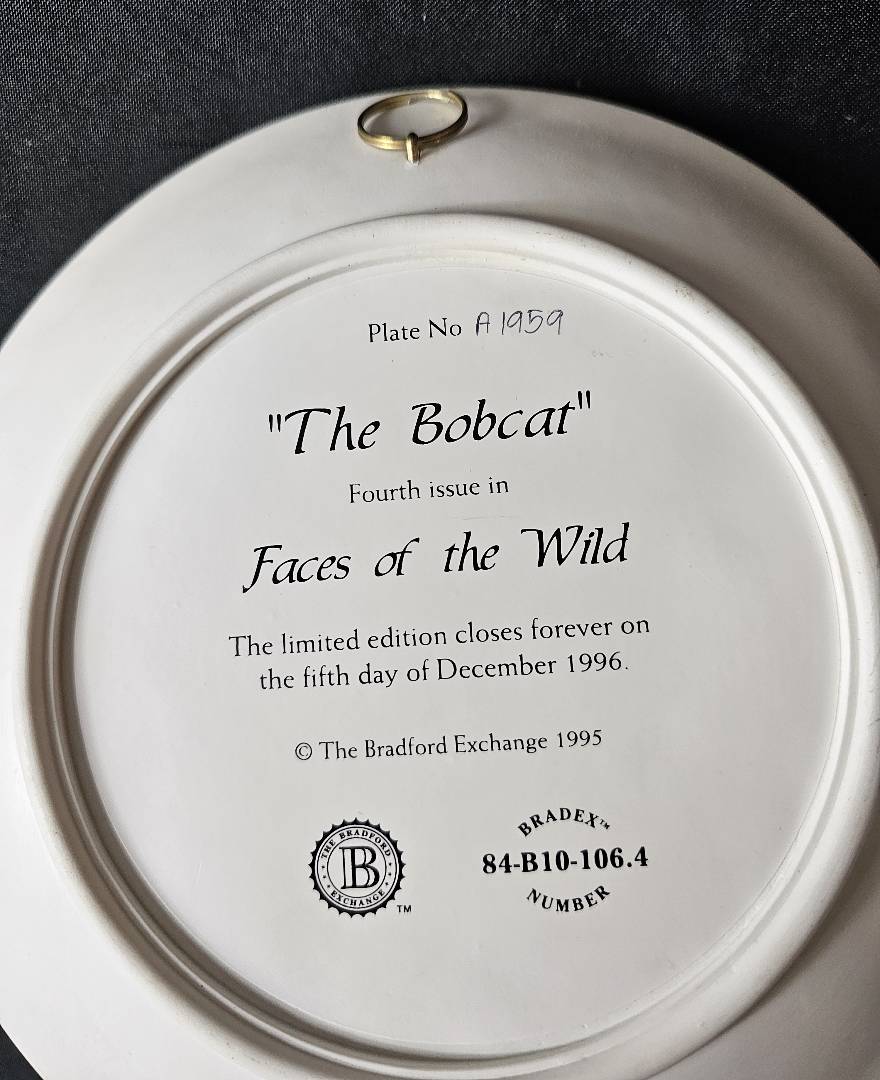 Plate No A1959
"The Bobcat"
Fourth issue in
Faces of the Wild
The limited edition closes forever on
the fifth day of December 1996.
© The Bradford Exchange 1995
THE BRADFORD
B
EXCHANGE
TM
BRADEX™
84-B10-106.4
NUMBER